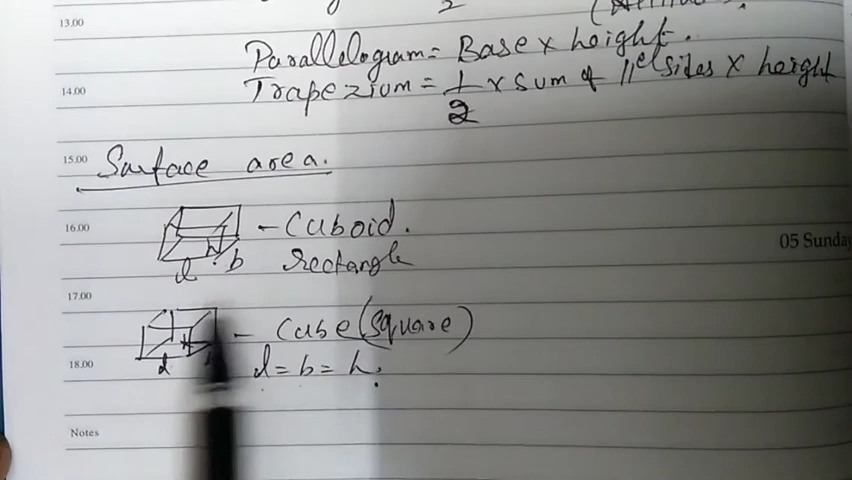 13.00
2
Parallelogram = Base x height.
14.00 Trapezium = 1/2 x sum of ||el sides x height
15.00 Surface area.
16.00 - Cuboid.
05 Sunday
l b h rectangle
17.00
- Cube (square)
18.00 l l = b = h.
Notes